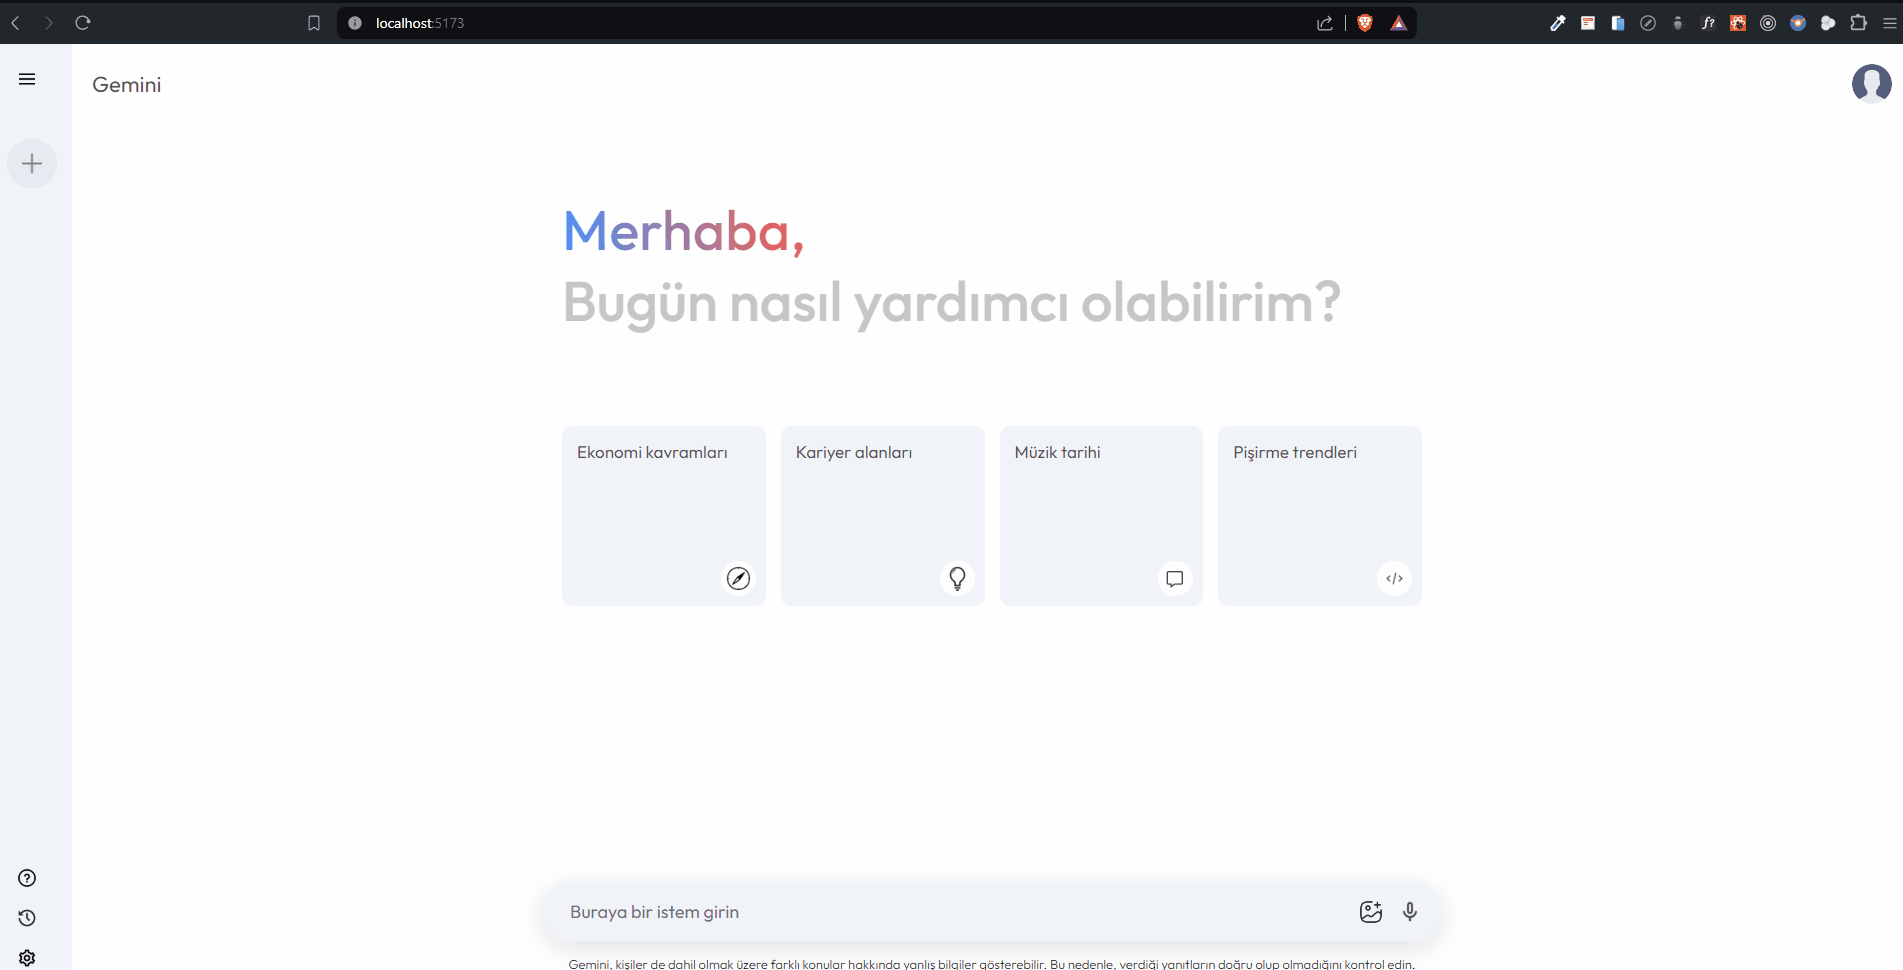 localhost:5173
Gemini
Merhaba,
Bugün nasıl yardımcı olabilirim?
Ekonomi kavramları
Kariyer alanları
Müzik tarihi
Pişirme trendleri
Buraya bir istem girin
Gemini, kişiler de dahil olmak üzere farklı konular hakkında yanlış bilgiler gösterebilir. Bu nedenle, verdiği yanıtların doğru olup olmadığını kontrol edin.